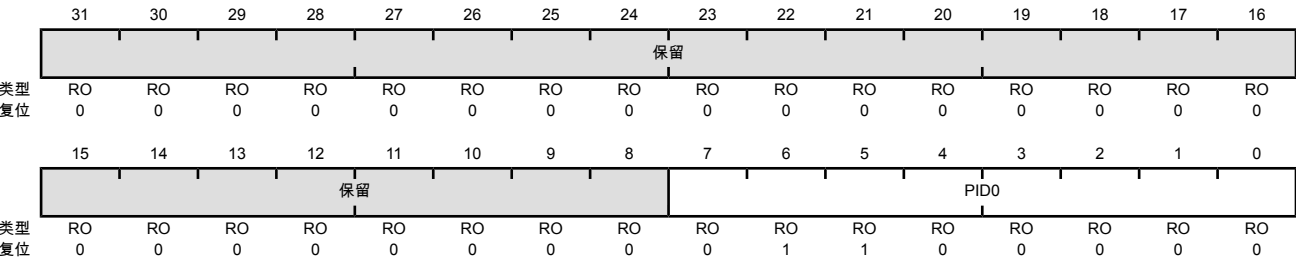 31 30 29 28 27 26 25 24 23 22 21 20 19 18 17 16
保留
类型 RO RO RO RO RO RO RO RO RO RO RO RO RO RO RO RO
复位 0 0 0 0 0 0 0 0 0 0 0 0 0 0 0 0
15 14 13 12 11 10 9 8 7 6 5 4 3 2 1 0
保留 PID0
类型 RO RO RO RO RO RO RO RO RO RO RO RO RO RO RO RO
复位 0 0 0 0 0 0 0 0 0 1 1 0 0 0 0 0